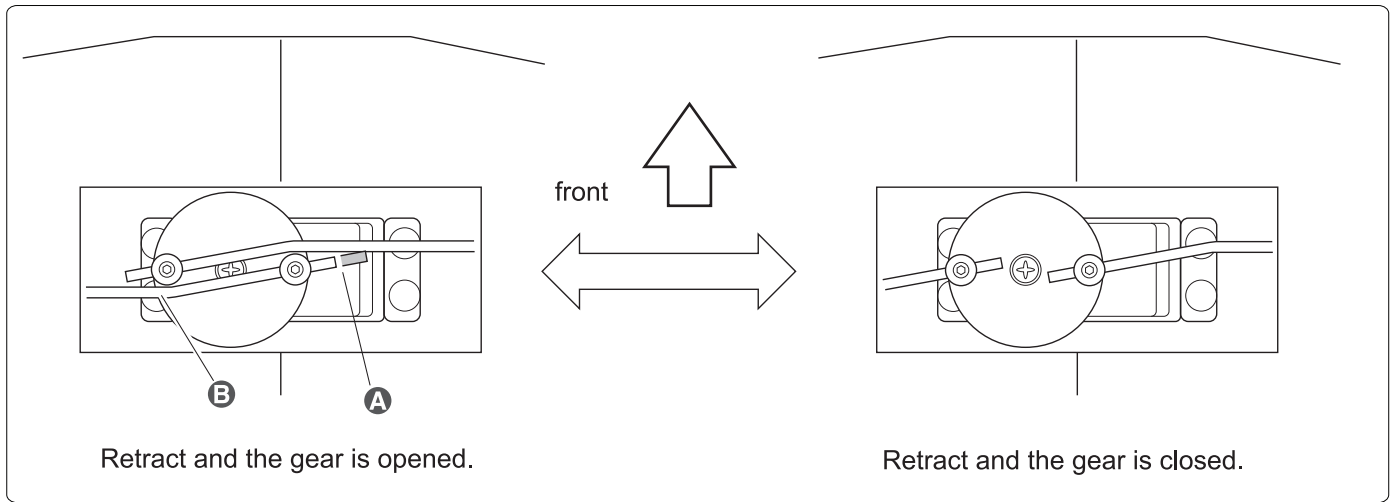 front
B
A
Retract and the gear is opened.
Retract and the gear is closed.